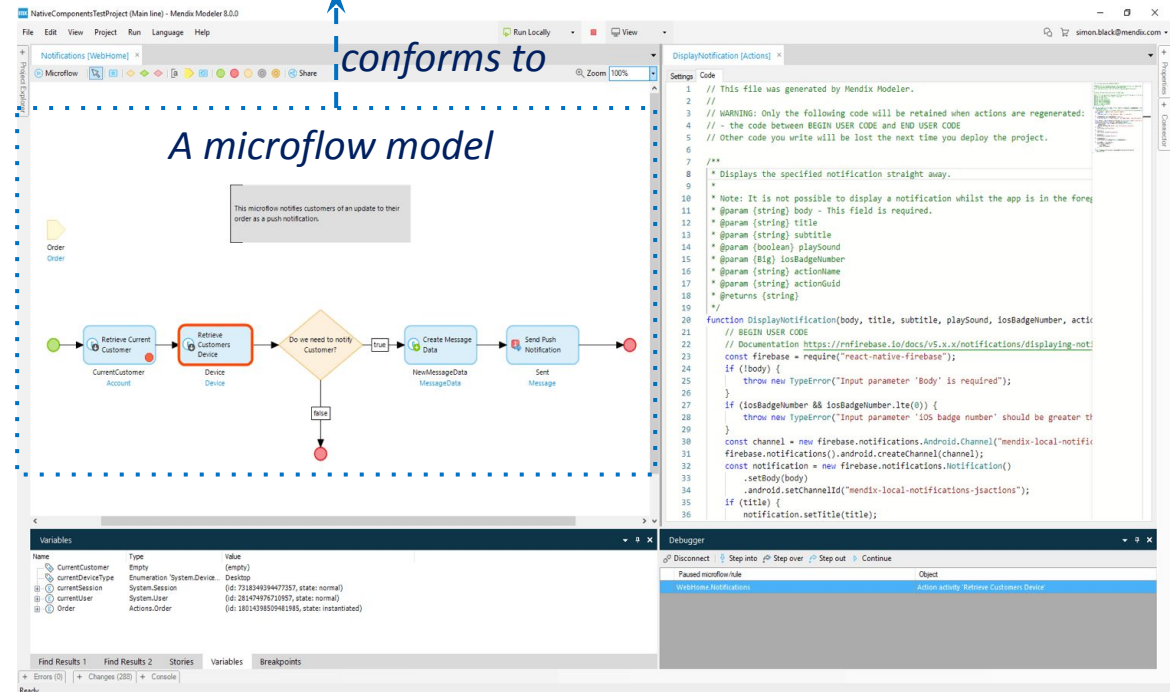 NativeComponentsTestProject (Main line) - Mendix Modeler 8.0.0
File Edit View Project Run Language Help
Run Locally
View
simon.black@mendix.com
conforms to
Notifications [WebHome]
Microflow
Share
Zoom 100%
Project Explorer
A microflow model
This microflow notifies customers of an update to their
order as a push notification.
Order
Order
Retrieve Current
Customer
CurrentCustomer
Account
Retrieve
Customers
Device
Device
Device
Do we need to notify
Customer?
true
false
Create Message
Data
NewMessageData
MessageData
Send Push
Notification
Sent
Message
DisplayNotification [Actions]
Settings Code
Properties
Connector
1 // This file was generated by Mendix Modeler.
2 //
3 // WARNING: Only the following code will be retained when actions are regenerated:
4 // - the code between BEGIN USER CODE and END USER CODE
5 // Other code you write will be lost the next time you deploy the project.
6
7 /**
8 * Displays the specified notification straight away.
9 *
10 * Note: It is not possible to display a notification whilst the app is in the foreg
11 * @param {string} body - This field is required.
12 * @param {string} title
13 * @param {string} subtitle
14 * @param {boolean} playSound
15 * @param {Big} iosBadgeNumber
16 * @param {string} actionName
17 * @param {string} actionGuid
18 * @returns {string}
19 */
20 function DisplayNotification(body, title, subtitle, playSound, iosBadgeNumber, actio
21 // BEGIN USER CODE
22 // Documentation https://rnfirebase.io/docs/v5.x.x/notifications/displaying-noti
23 const firebase = require("react-native-firebase");
24 if (!body) {
25 throw new TypeError("Input parameter 'Body' is required");
26 }
27 if (iosBadgeNumber && iosBadgeNumber.lte(0)) {
28 throw new TypeError("Input parameter 'iOS badge number' should be greater th
29 }
30 const channel = new firebase.notifications.Android.Channel("mendix-local-notific
31 firebase.notifications().android.createChannel(channel);
32 const notification = new firebase.notifications.Notification()
33 .setBody(body)
34 .android.setChannelId("mendix-local-notifications-jsactions");
35 if (title) {
36 notification.setTitle(title);
Variables
Name Type Value
CurrentCustomer Empty (empty)
currentDeviceType Enumeration 'System.Device... Desktop
currentSession System.Session (id: 7318349394477357, state: normal)
currentUser System.User (id: 281474976710957, state: normal)
Order Actions.Order (id: 18014398509481985, state: instantiated)
Find Results 1 Find Results 2 Stories Variables Breakpoints
Debugger
Disconnect Step into Step over Step out Continue
Paused microflow/rule Object
WebHome.Notifications Action activity 'Retrieve Customers Device'
Errors (0) Changes (288) Console
Ready